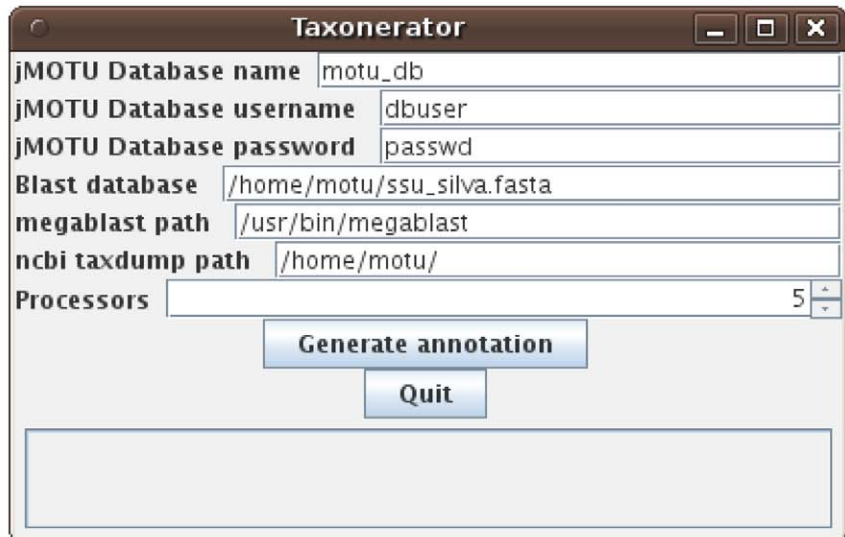 Taxonerator
jMOTU Database name motu_db
jMOTU Database username dbuser
jMOTU Database password passwd
Blast database /home/motu/ssu_silva.fasta
megablast path /usr/bin/megablast
ncbi taxdump path /home/motu/
Processors 5
Generate annotation
Quit